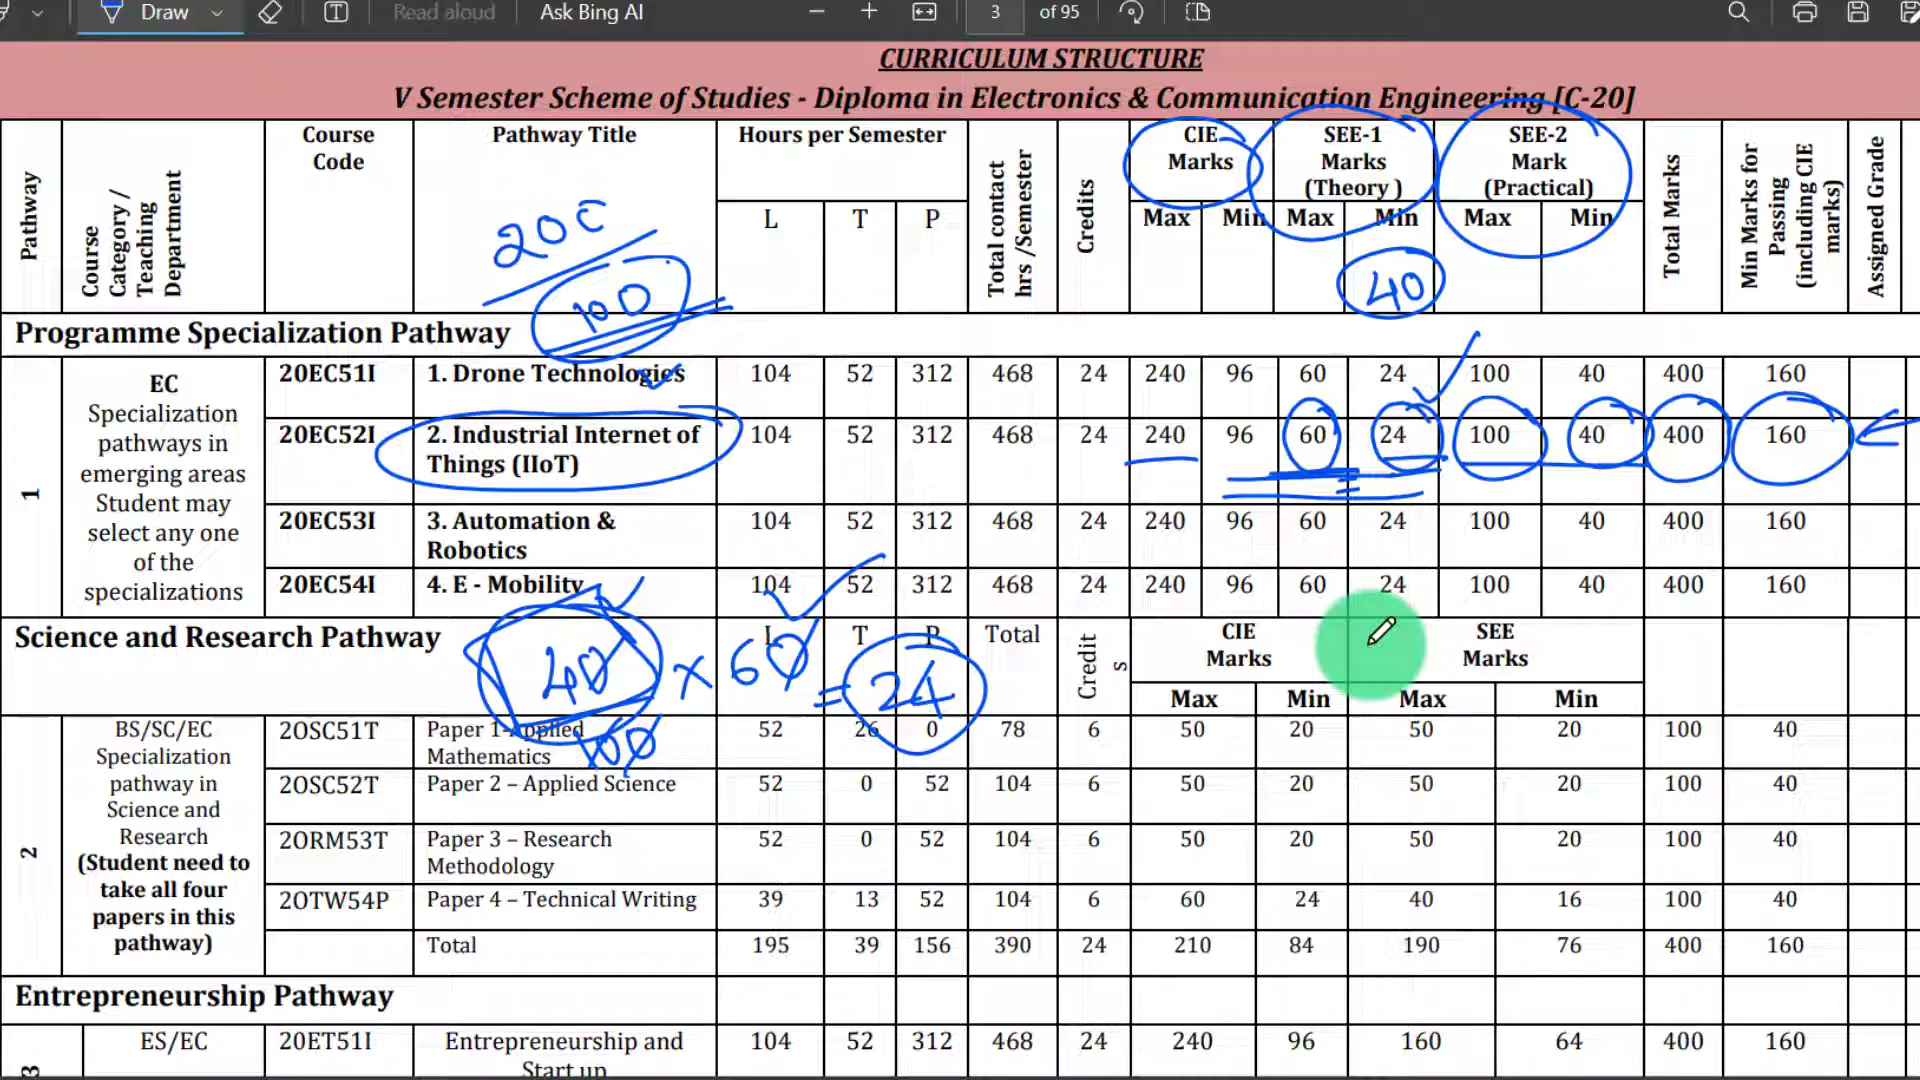 Draw
Read aloud
Ask Bing AI
3
of 95
CURRICULUM STRUCTURE
V Semester Scheme of Studies - Diploma in Electronics & Communication Engineering [C-20]
Pathway
Course Category / Teaching Department
Course Code
Pathway Title
Hours per Semester
L T P
Total contact hrs /Semester
Credits
CIE Marks
Max Min
SEE-1 Marks (Theory )
Max Min
SEE-2 Mark (Practical)
Max Min
Total Marks
Min Marks for Passing (including CIE marks)
Assigned Grade
200
100
40
Programme Specialization Pathway
1
EC
Specialization
pathways in
emerging areas
Student may
select any one
of the
specializations
20EC51I 1. Drone Technologies 104 52 312 468 24 240 96 60 24 100 40 400 160
20EC52I 2. Industrial Internet of Things (IIoT) 104 52 312 468 24 240 96 60 24 100 40 400 160
20EC53I 3. Automation & Robotics 104 52 312 468 24 240 96 60 24 100 40 400 160
20EC54I 4. E - Mobility 104 52 312 468 24 240 96 60 24 100 40 400 160
Science and Research Pathway
L T P Total Credits
CIE Marks
Max Min
SEE Marks
Max Min
40 × 60 = 24
100
2
BS/SC/EC
Specialization
pathway in
Science and
Research
(Student need to
take all four
papers in this
pathway)
2OSC51T Paper 1-Applied Mathematics 52 26 0 78 6 50 20 50 20 100 40
2OSC52T Paper 2 – Applied Science 52 0 52 104 6 50 20 50 20 100 40
2ORM53T Paper 3 – Research Methodology 52 0 52 104 6 50 20 50 20 100 40
2OTW54P Paper 4 – Technical Writing 39 13 52 104 6 60 24 40 16 100 40
Total 195 39 156 390 24 210 84 190 76 400 160
Entrepreneurship Pathway
3
ES/EC 20ET51I Entrepreneurship and Start up 104 52 312 468 24 240 96 160 64 400 160